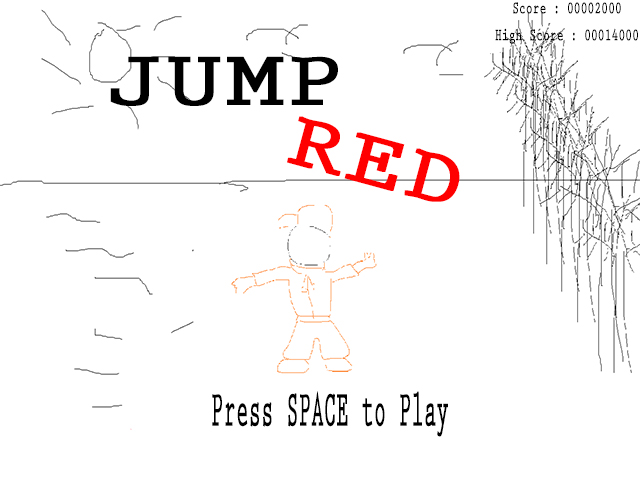 Score : 00002000
High Score : 00014000
JUMP
RED
Press SPACE to Play